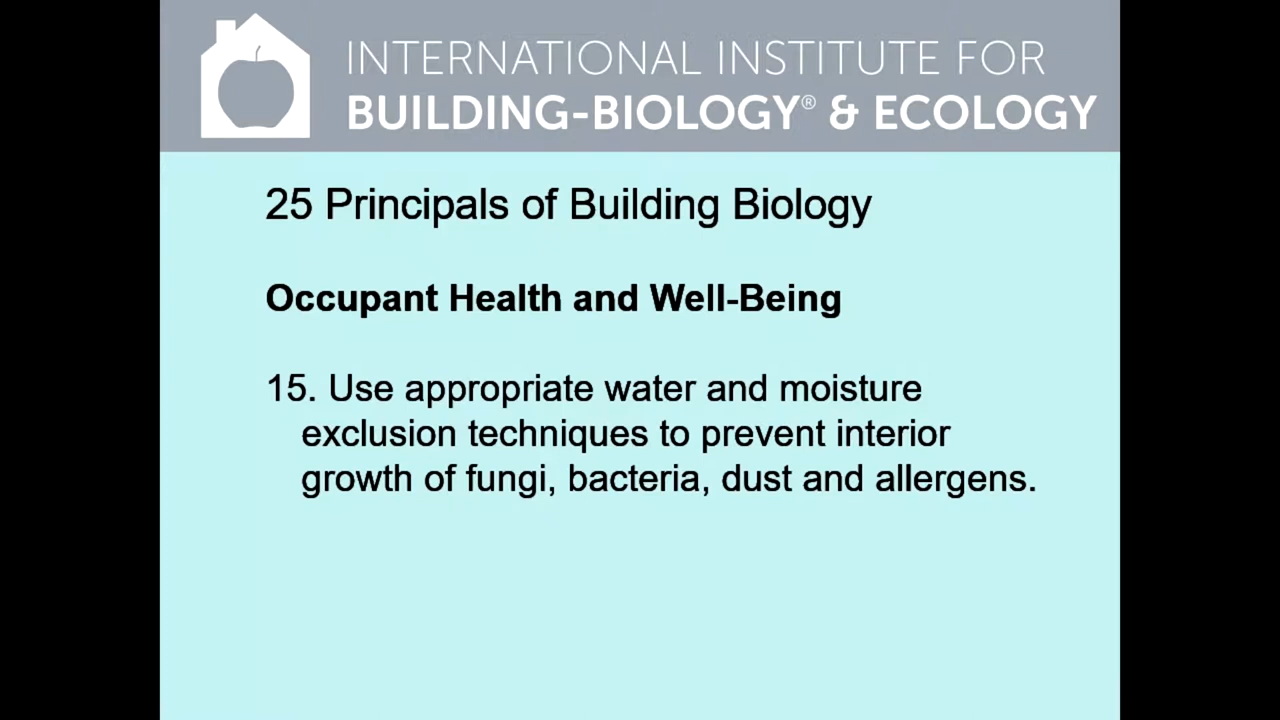 INTERNATIONAL INSTITUTE FOR
BUILDING-BIOLOGY® & ECOLOGY
25 Principals of Building Biology
Occupant Health and Well-Being
15. Use appropriate water and moisture
exclusion techniques to prevent interior
growth of fungi, bacteria, dust and allergens.